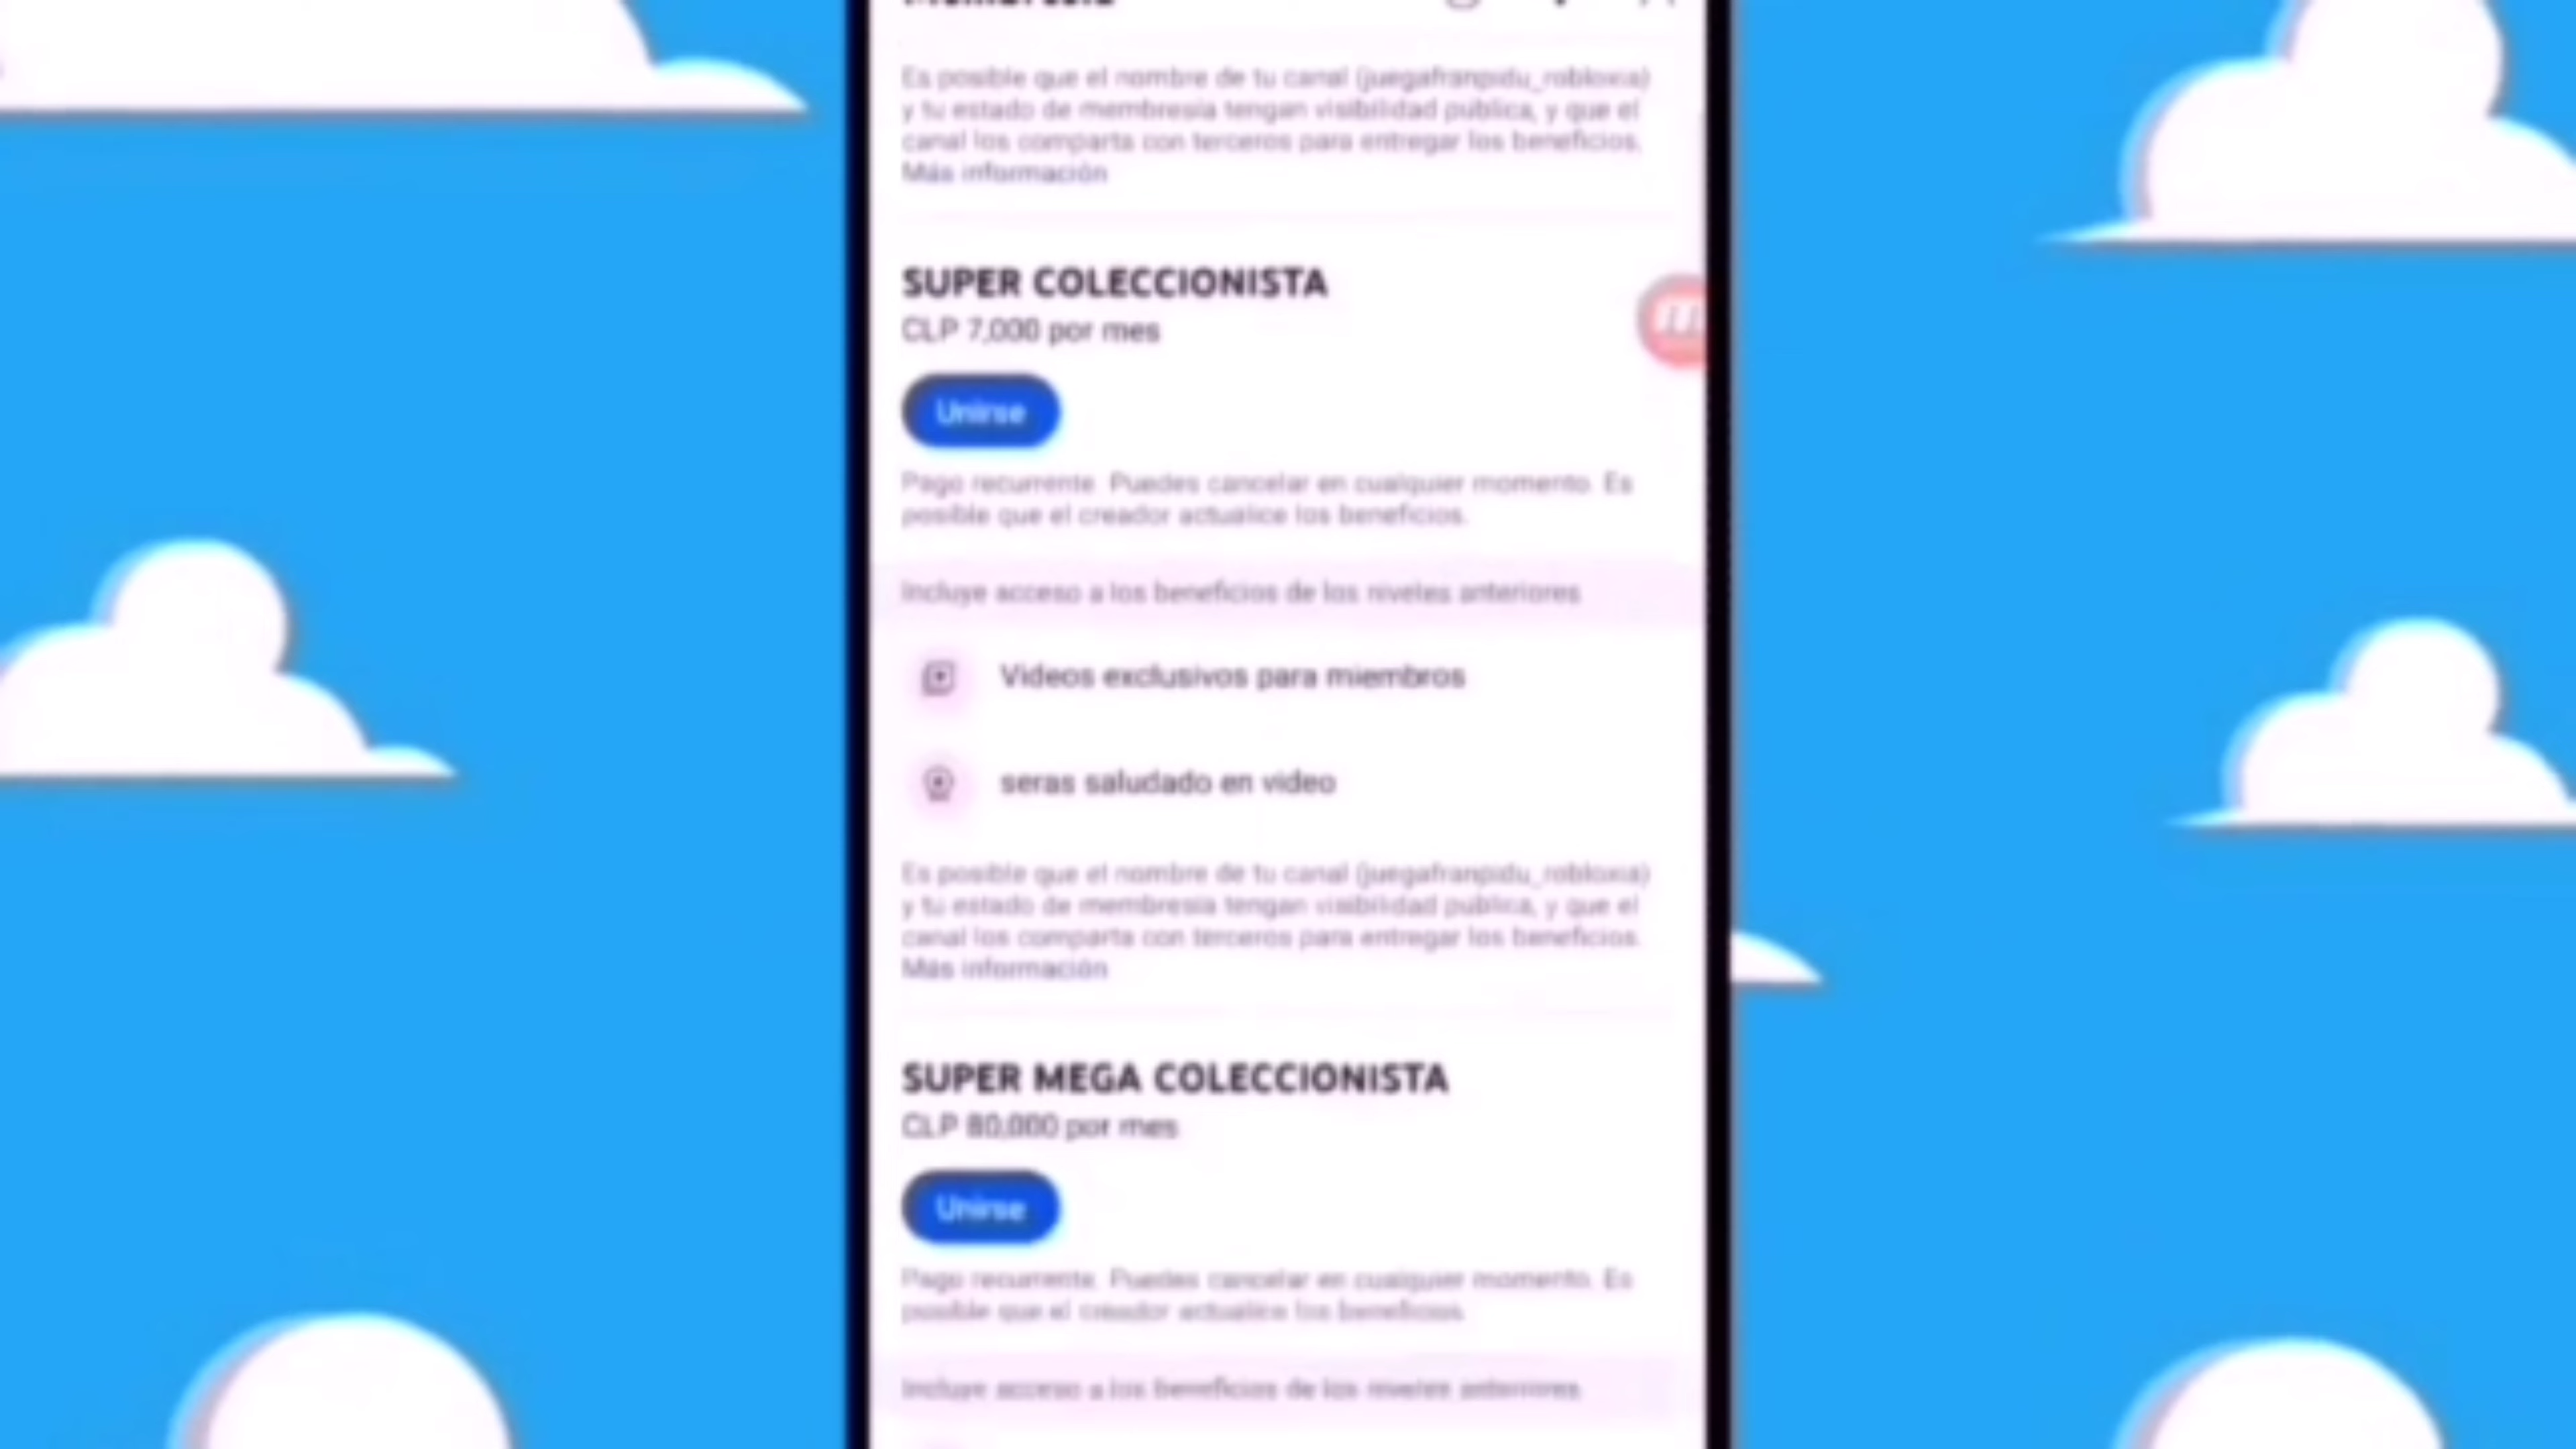 Es posible que el nombre de tu canal (juegafranpidu_robloxia)
y tu estado de membresía tengan visibilidad pública, y que el
canal los comparta con terceros para entregar los beneficios.
Más información
SUPER COLECCIONISTA
CLP 7,000 por mes
Unirse
Pago recurrente. Puedes cancelar en cualquier momento. Es
posible que el creador actualice los beneficios.
Incluye acceso a los beneficios de los niveles anteriores
Videos exclusivos para miembros
seras saludado en video
Es posible que el nombre de tu canal (juegafranpidu_robloxia)
y tu estado de membresía tengan visibilidad pública, y que el
canal los comparta con terceros para entregar los beneficios.
Más información
SUPER MEGA COLECCIONISTA
CLP 80,000 por mes
Unirse
Pago recurrente. Puedes cancelar en cualquier momento. Es
posible que el creador actualice los beneficios.
Incluye acceso a los beneficios de los niveles anteriores